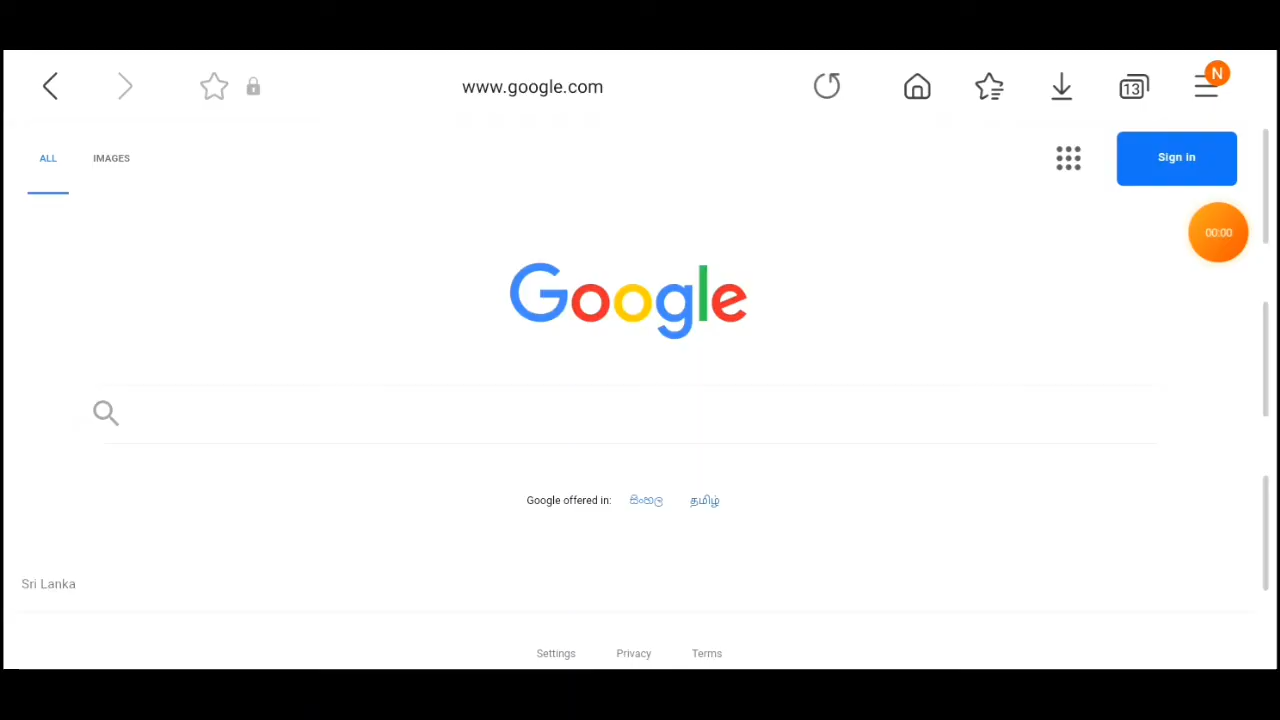 www.google.com
13
N
ALL IMAGES
Sign in
00:00
Google
Google offered in: සිංහල தமிழ்
Sri Lanka
Settings Privacy Terms